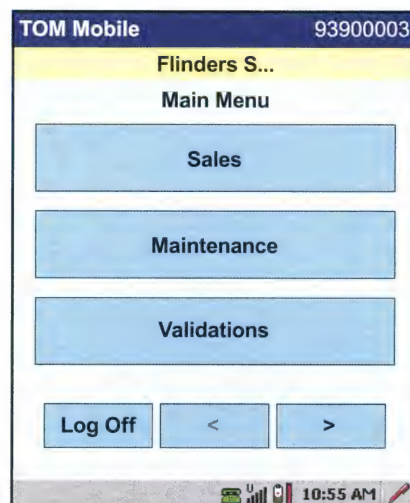 TOM Mobile 93900003
Flinders S...
Main Menu
Sales
Maintenance
Validations
Log Off < >
U 10:55 AM